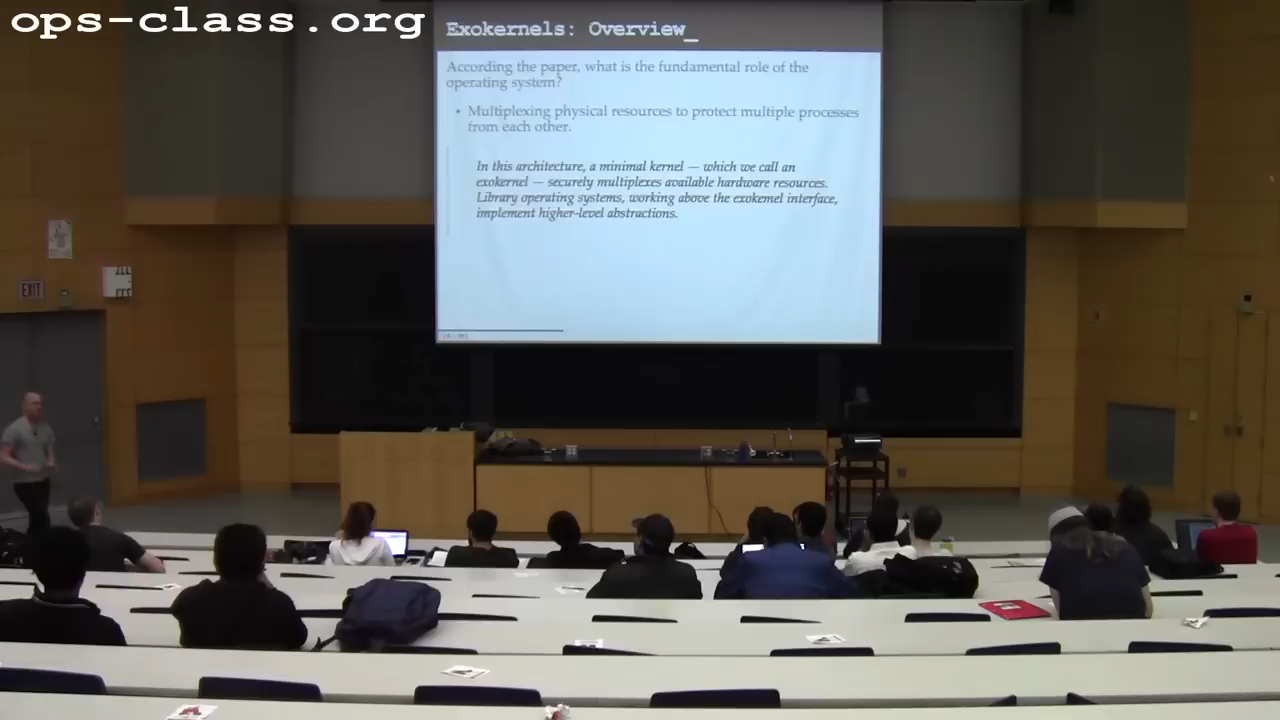 ops-class.org
Exokernels: Overview_
According the paper, what is the fundamental role of the
operating system?
• Multiplexing physical resources to protect multiple processes
from each other.
In this architecture, a minimal kernel — which we call an
exokernel — securely multiplexes available hardware resources.
Library operating systems, working above the exokernel interface,
implement higher-level abstractions.
EXIT